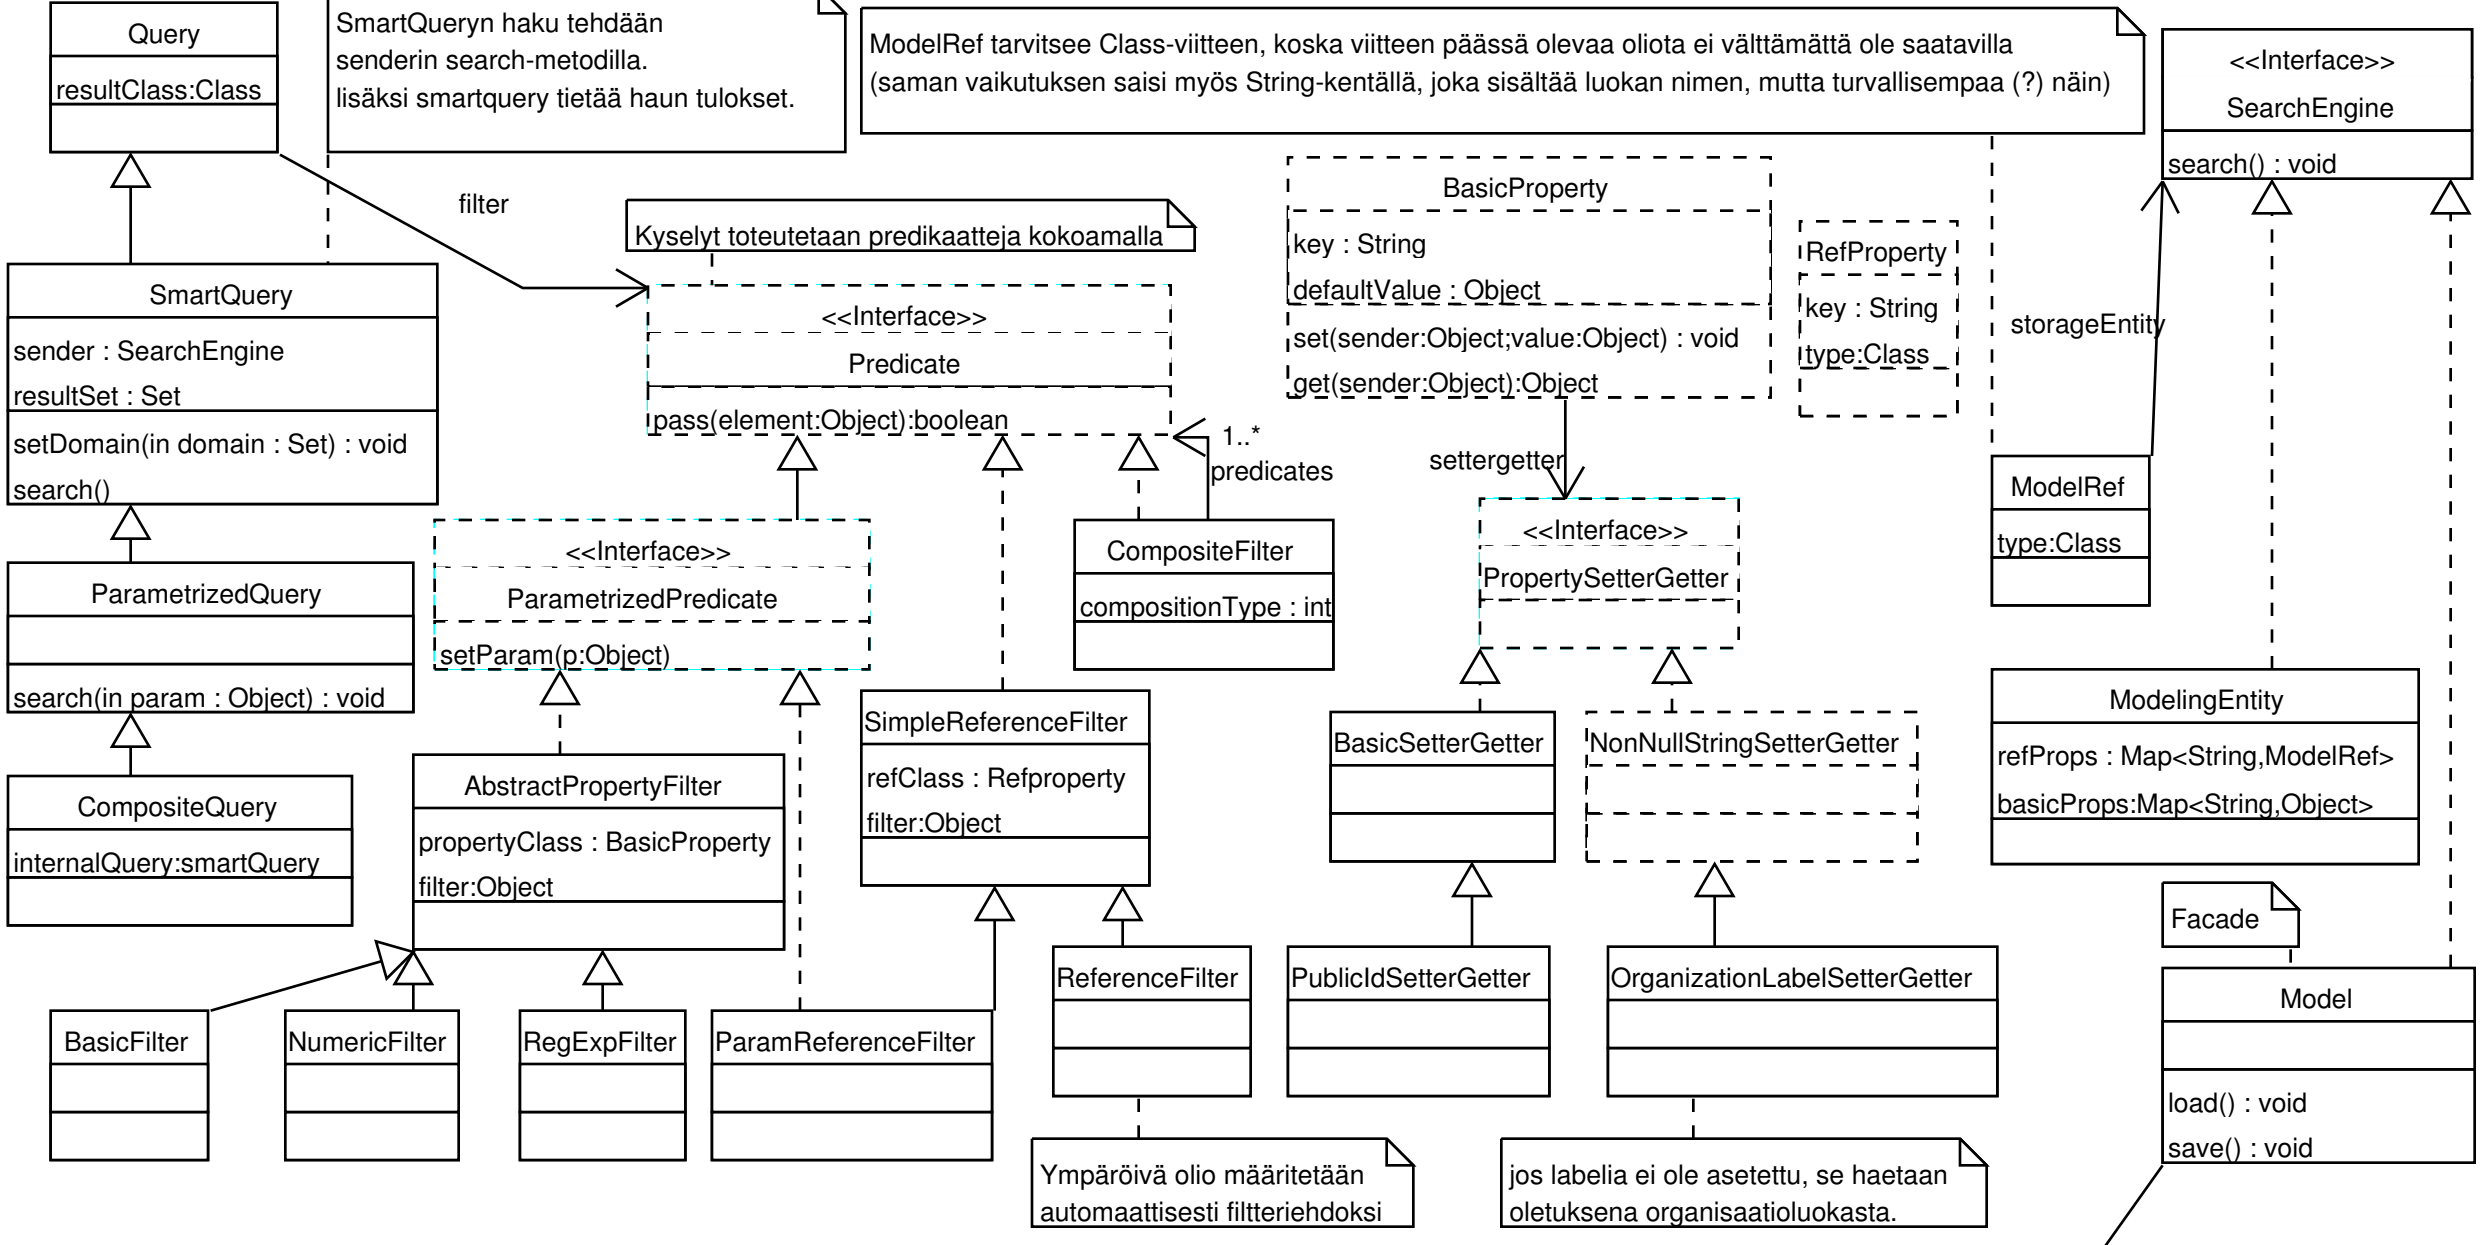 Query
resultClass:Class
SmartQueryn haku tehdään
senderin search-metodilla.
lisäksi smartquery tietää haun tulokset.
ModelRef tarvitsee Class-viitteen, koska viitteen päässä olevaa oliota ei välttämättä ole saatavilla
(saman vaikutuksen saisi myös String-kentällä, joka sisältää luokan nimen, mutta turvallisempaa (?) näin)
<<Interface>>
SearchEngine
search() : void
filter
Kyselyt toteutetaan predikaatteja kokoamalla
BasicProperty
key : String
defaultValue : Object
set(sender:Object;value:Object) : void
get(sender:Object):Object
RefProperty
key : String
type:Class
storageEntity
SmartQuery
sender : SearchEngine
resultSet : Set
setDomain(in domain : Set) : void
search()
<<Interface>>
Predicate
pass(element:Object):boolean
1..*
predicates
settergetter
ModelRef
type:Class
<<Interface>>
ParametrizedPredicate
setParam(p:Object)
CompositeFilter
compositionType : int
<<Interface>>
PropertySetterGetter
ParametrizedQuery
search(in param : Object) : void
SimpleReferenceFilter
refClass : Refproperty
filter:Object
BasicSetterGetter
NonNullStringSetterGetter
ModelingEntity
refProps : Map<String,ModelRef>
basicProps:Map<String,Object>
CompositeQuery
internalQuery:smartQuery
AbstractPropertyFilter
propertyClass : BasicProperty
filter:Object
Facade
ReferenceFilter
PublicIdSetterGetter
OrganizationLabelSetterGetter
Model
load() : void
save() : void
BasicFilter
NumericFilter
RegExpFilter
ParamReferenceFilter
Ympäröivä olio määritetään
automaattisesti filtteriehdoksi
jos labelia ei ole asetettu, se haetaan
oletuksena organisaatioluokasta.